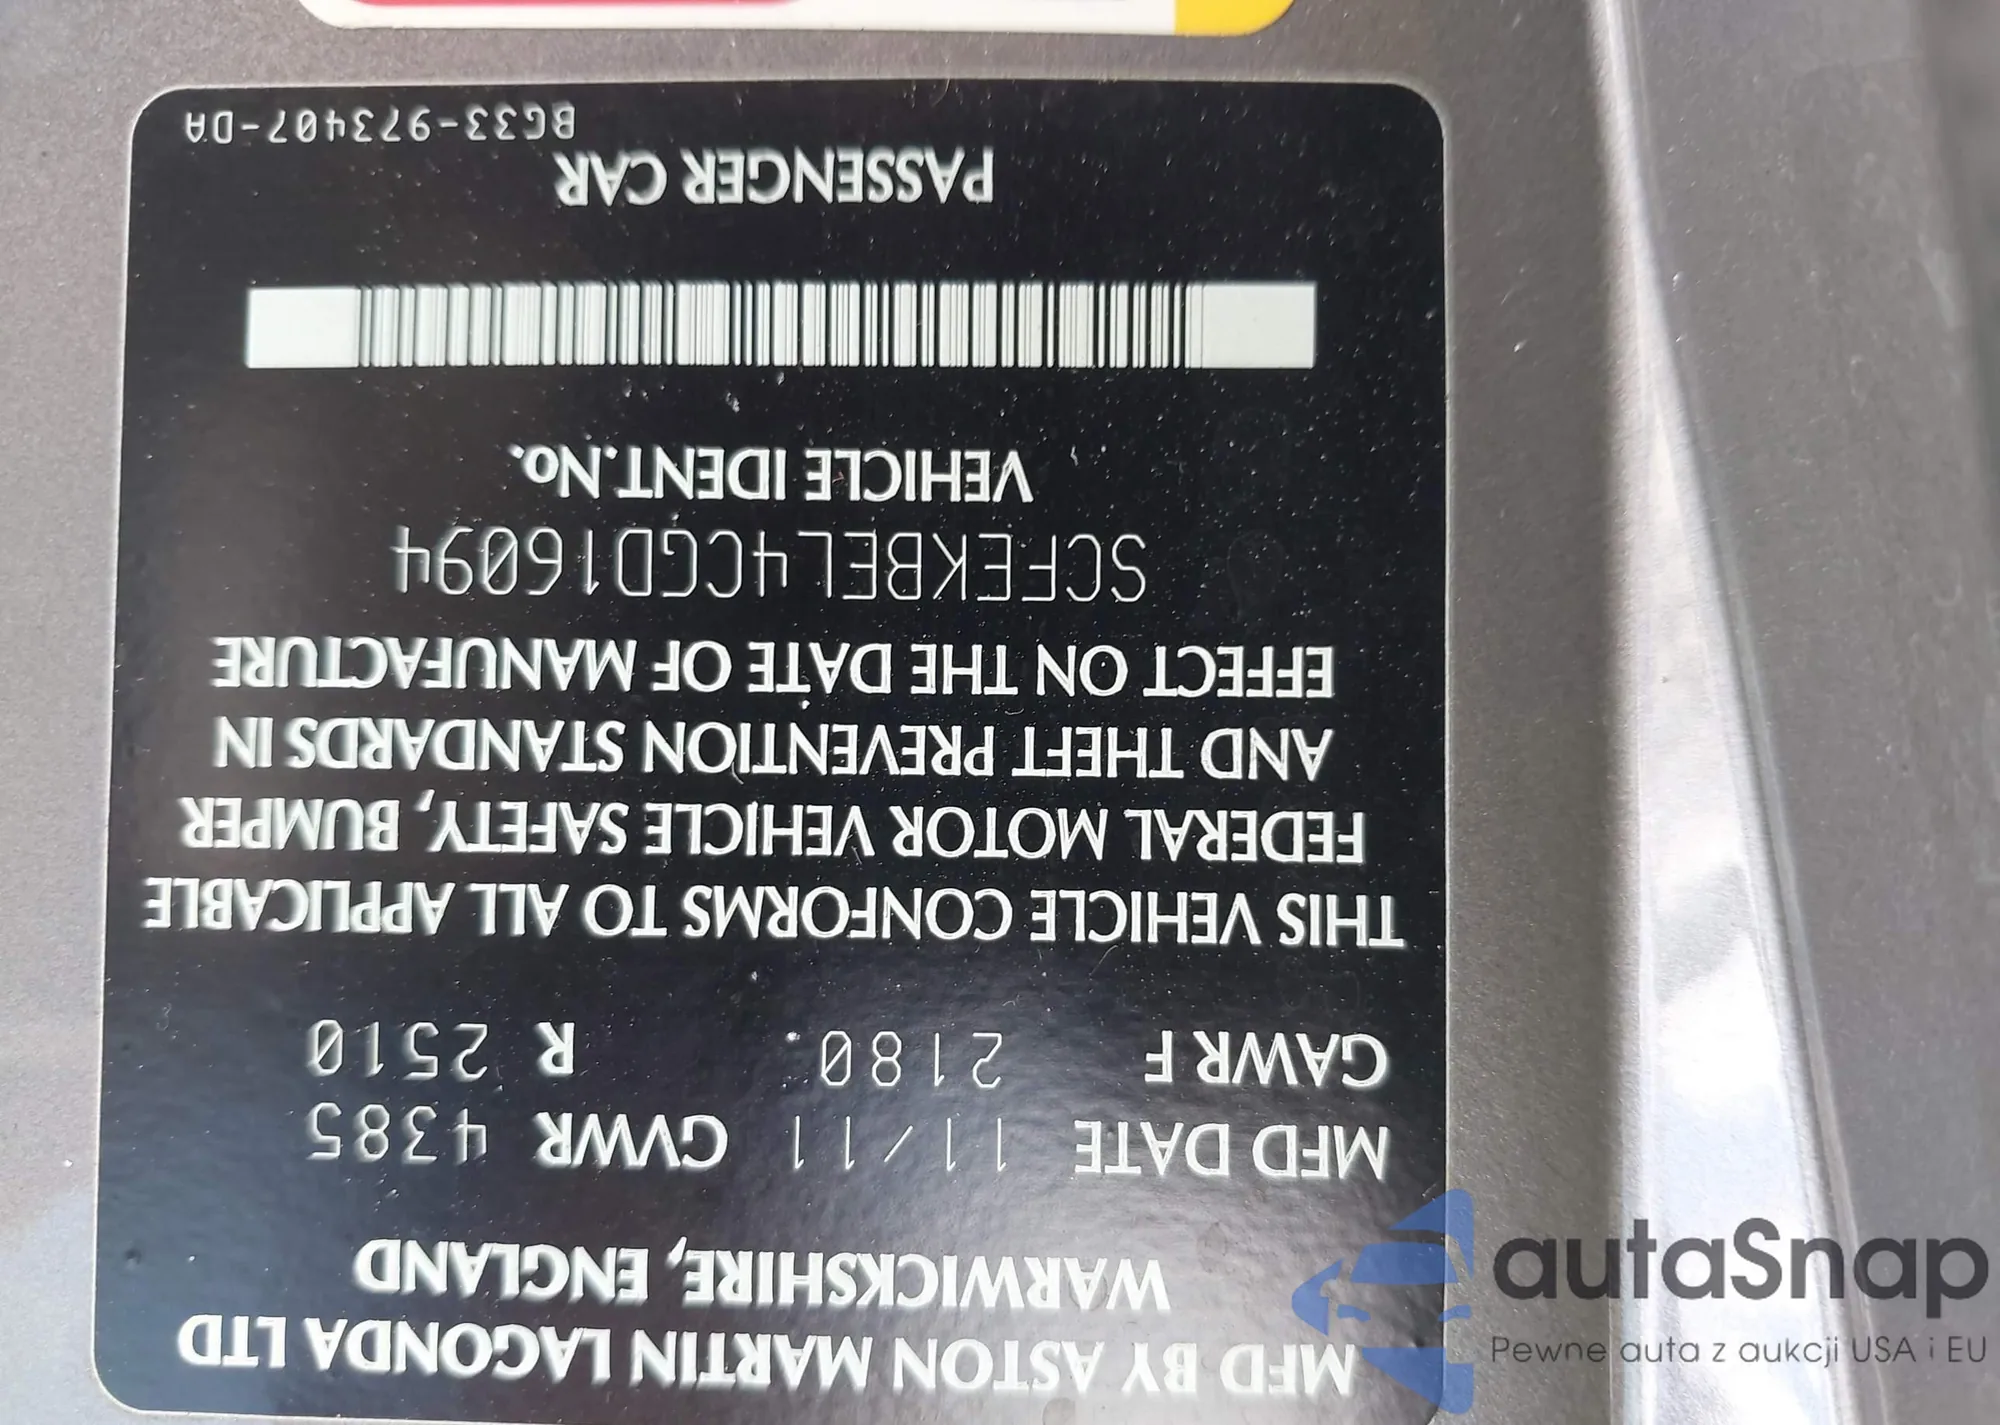 MFD BY ASTON MARTIN LAGONDA LTD
WARWICKSHIRE, ENGLAND
MFD DATE 11/11 GVWR 4385
GAWR F 2180 R 2510
THIS VEHICLE CONFORMS TO ALL APPLICABLE
FEDERAL MOTOR VEHICLE SAFETY, BUMPER
AND THEFT PREVENTION STANDARDS IN
EFFECT ON THE DATE OF MANUFACTURE
SCFEKBEL4CGD16094
VEHICLE IDENT.No.
PASSENGER CAR
BG33-973407-DA
autaSnap
Pewne auta z aukcji USA i EU